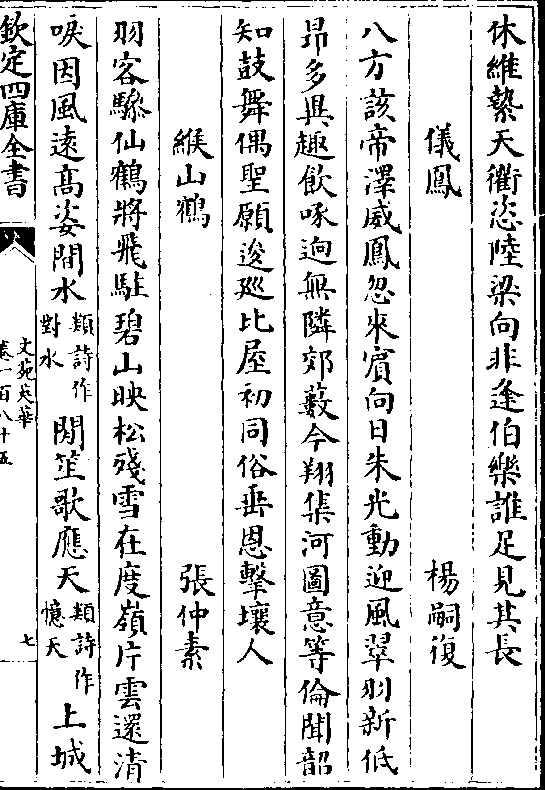 休維縶天衢恣陸梁向非逢伯樂誰足見其長
儀鳳 楊嗣復
八方該帝澤威鳳忽來賓向日朱光動迎風翠羽新低
昂多異趣飲啄迥無隣郊藪今翔集河圖意等倫聞韶
知鼓舞偶聖願逡廵比屋初同俗垂恩擊壤人
緱山鶴 張仲素
羽客驂仙鶴將飛駐碧山映松殘雪在度嶺片雲還清
唳因風遠髙姿閒水類詩作對水閒笙歌應天類詩作憶天上城
欽定四庫全書
文苑英華
卷一百八十五
七